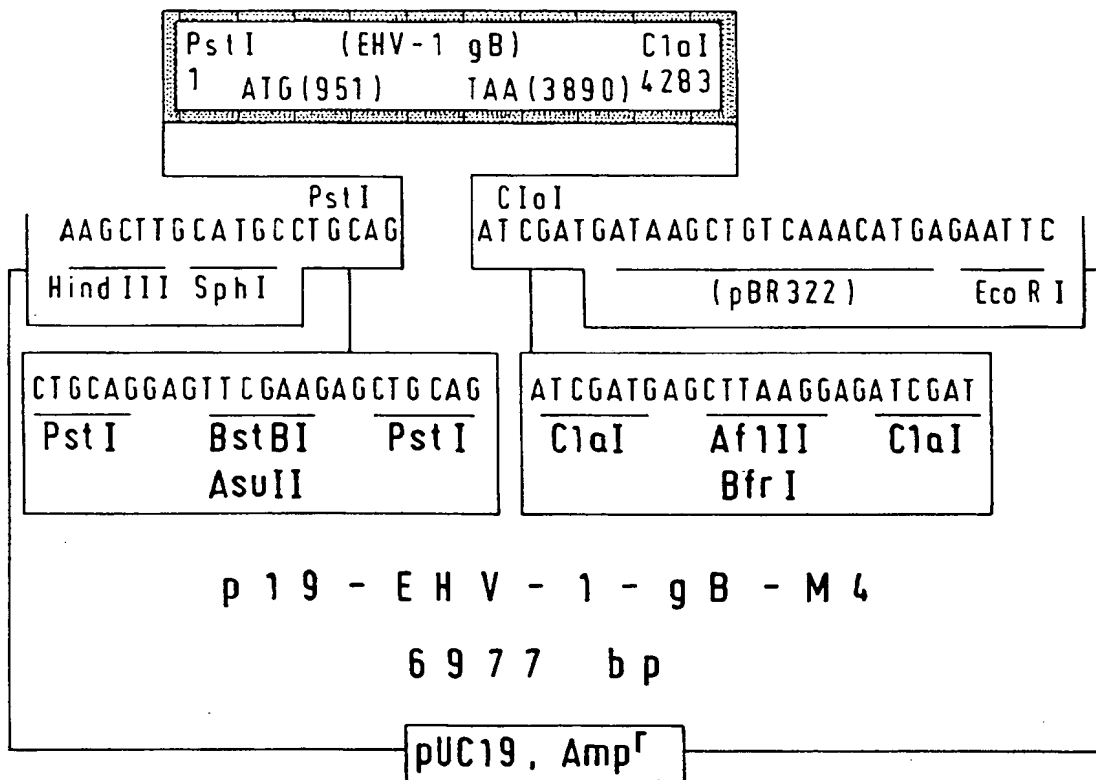 PstI (EHV-1 gB) ClaI
1 ATG(951) TAA(3890) 4283
PstI ClaI
AAGCTTGCATGCCTGCAG ATCGATGATAAGCTGTCAAACATGAGAATTC
HindIII SphI (pBR322) EcoRI
CTGCAGGAGTTCGAAGAGCTGCAG ATCGATGAGCTTAAGGAGATCGAT
PstI BstBI PstI ClaI AflII ClaI
AsuII BfrI
p19-EHV-1-gB-M4
6977 bp
pUC19, Ampr